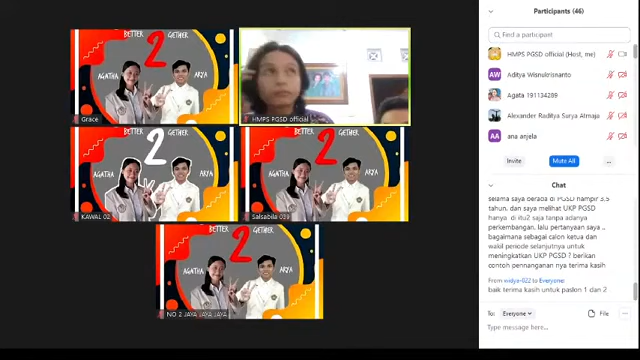 BETTER 2 GETHER
AGATHA
ARYA
Grace
HMPS PGSD official
BETTER 2 GETHER
AGATHA
ARYA
KAWAL 02
BETTER 2 GETHER
AGATHA
ARYA
Salsabila 033
BETTER 2 GETHER
AGATHA
ARYA
NO 2 JAYA JAYA JAYA
Participants (46)
Find a participant
HMPS PGSD official (Host, me)
AW Aditya Wisnukrisnanto
Agata 191134289
Alexander Raditya Surya Atmaja
AA ana anjela
Invite
Mute All
...
Chat
selama saya berada di PGSD hampir 3,5
tahun, dan saya melihat UKP PGSD
hanya di itu2 saja tanpa adanya
perkembangan. lalu pertanyaan saya ..
bagaimana sebagai calon ketua dan
wakil periode selanjutnya untuk
meningkatkan UKP PGSD ? berikan
contoh penanganan nya terima kasih
From widya-022 to Everyone:
baik terima kasih untuk paslon 1 dan 2
To: Everyone
File
...
Type message here...